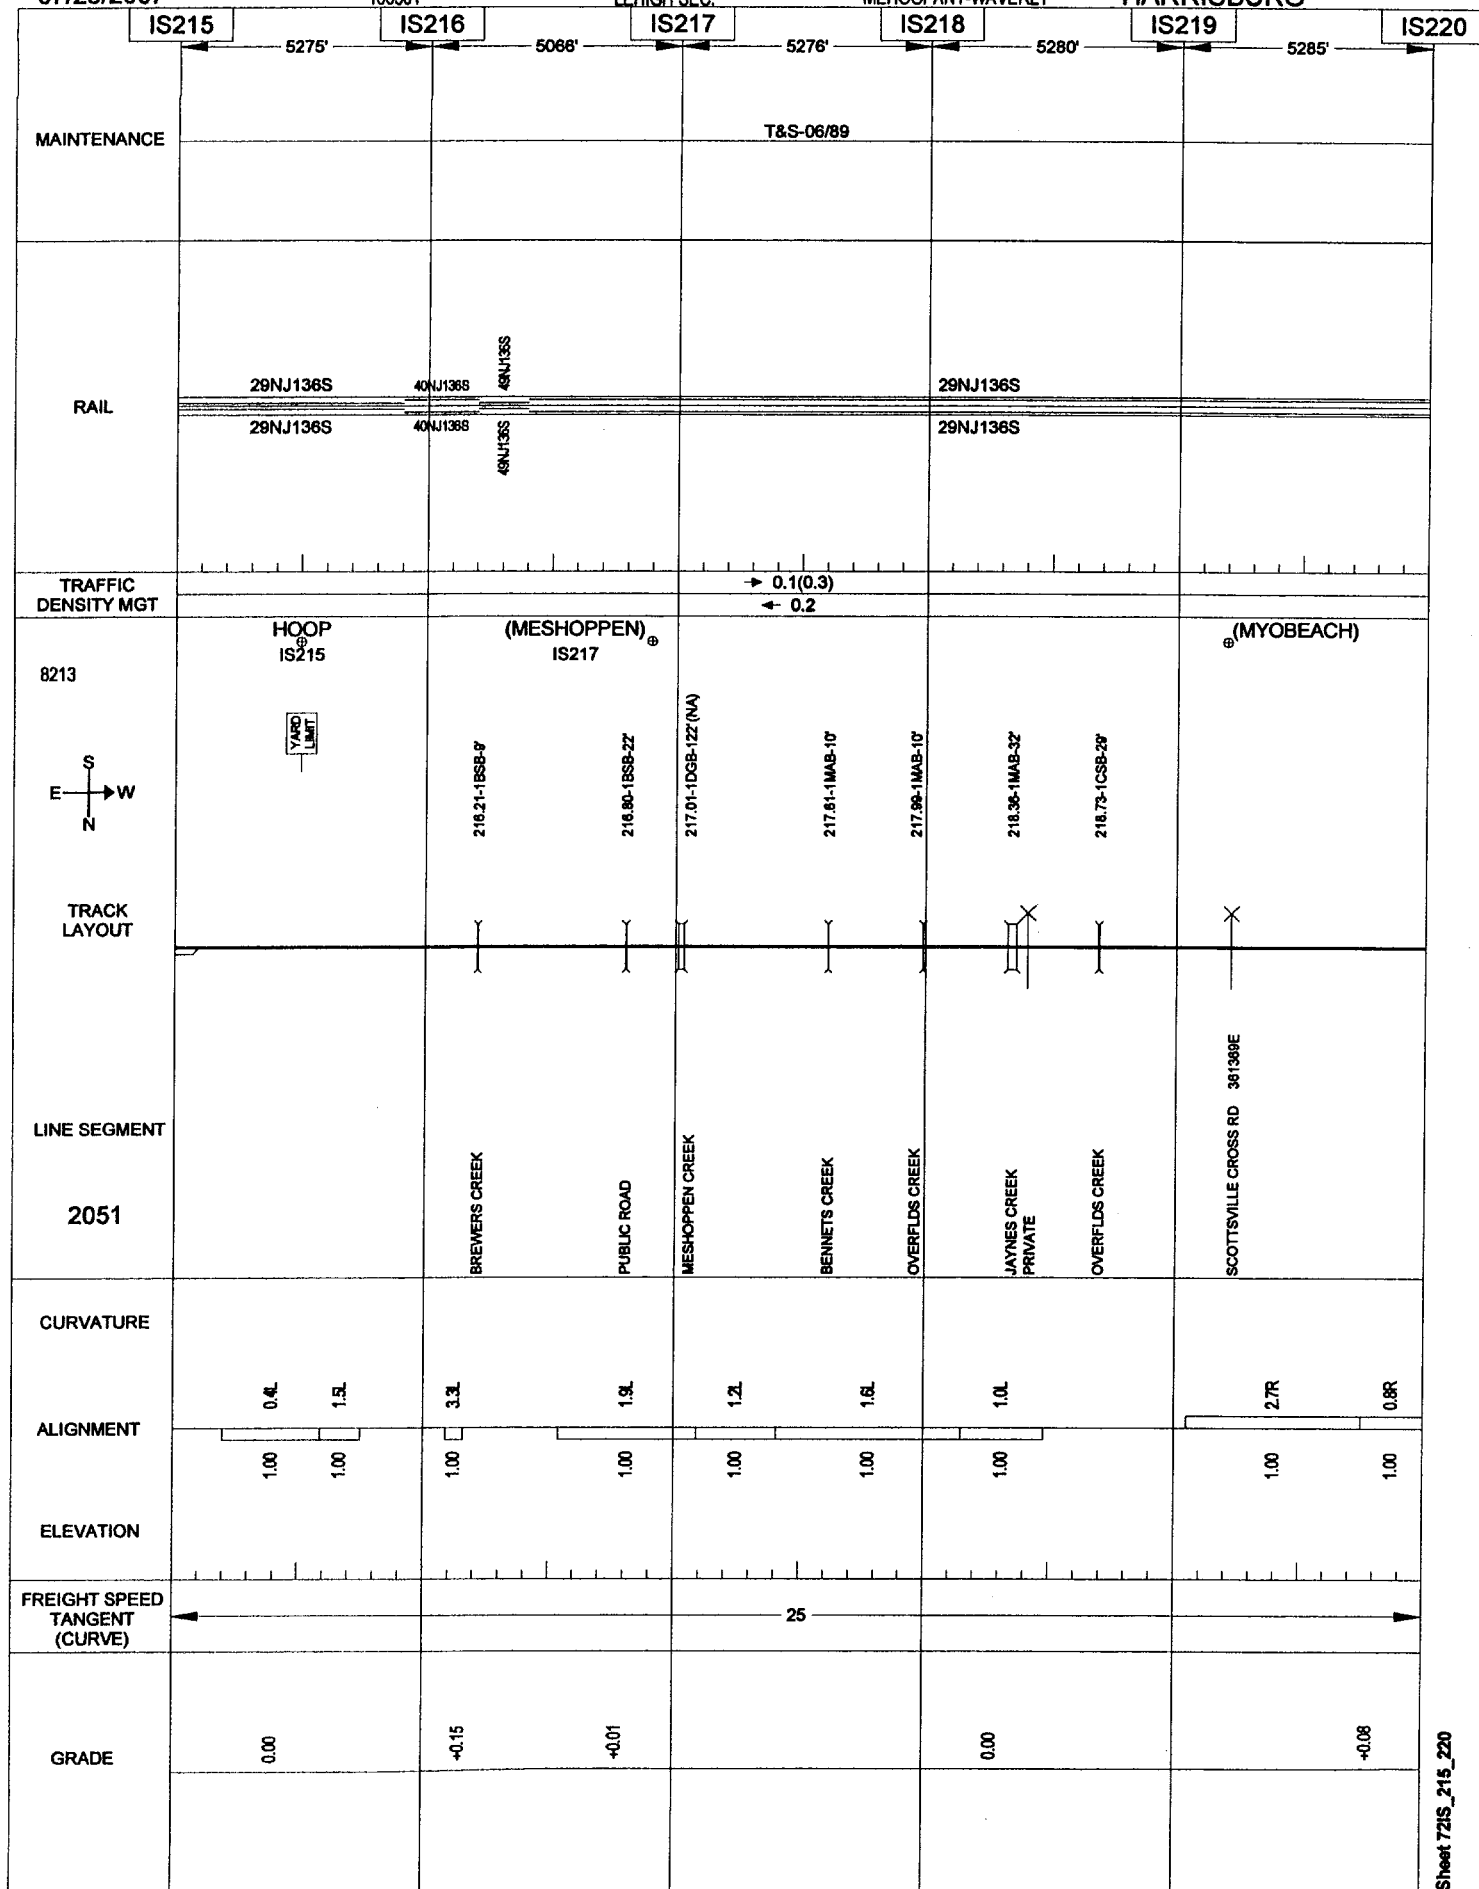 HARRISBURG
IS215
IS216
IS217
IS218
IS219
IS220
5275'
5066'
5276'
5280'
5285'
MAINTENANCE
T&S-06/89
RAIL
29NJ136S
40NJ136S
49NJ136S
29NJ136S
29NJ136S
40NJ136S
49NJ136S
29NJ136S
TRAFFIC
DENSITY MGT
0.1(0.3)
0.2
HOOP
IS215
(MESHOPPEN)
IS217
(MYOBEACH)
8213
YARD
LIMIT
S
E
W
N
216.21-1BSB-9'
216.80-1BSB-22'
217.01-1DGB-122'(NA)
217.61-1MAB-10'
217.99-1MAB-10'
218.36-1MAB-32'
218.73-1CSB-29'
TRACK
LAYOUT
LINE SEGMENT
2051
BREWERS CREEK
PUBLIC ROAD
MESHOPPEN CREEK
BENNETS CREEK
OVERFLDS CREEK
JAYNES CREEK
PRIVATE
OVERFLDS CREEK
SCOTTSVILLE CROSS RD 361369E
CURVATURE
0.4L
1.5L
3.3L
1.9L
1.2L
1.6L
1.0L
2.7R
0.8R
ALIGNMENT
1.00
1.00
1.00
1.00
1.00
1.00
1.00
1.00
1.00
ELEVATION
FREIGHT SPEED
TANGENT
(CURVE)
25
GRADE
0.00
+0.15
+0.01
0.00
+0.08
Sheet 72IS_215_220